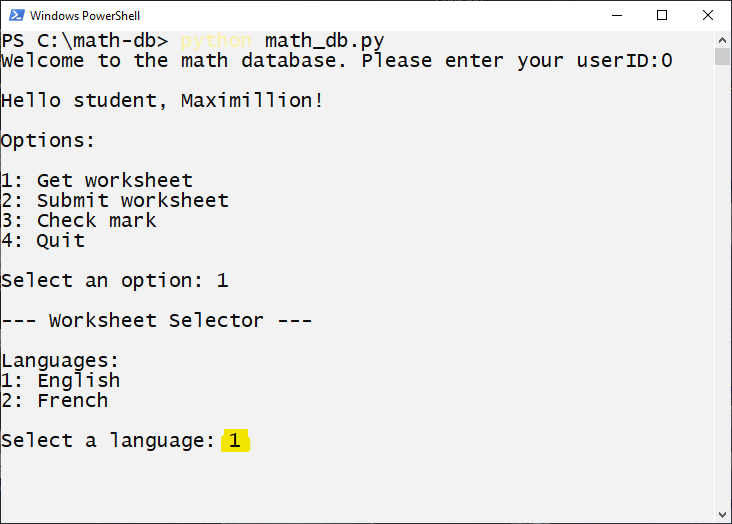 Windows PowerShell
PS C:\math-db> python math_db.py
Welcome to the math database. Please enter your userID:0
Hello student, Maximillion!
Options:
1: Get worksheet
2: Submit worksheet
3: Check mark
4: Quit
Select an option: 1
--- Worksheet Selector ---
Languages:
1: English
2: French
Select a language: 1